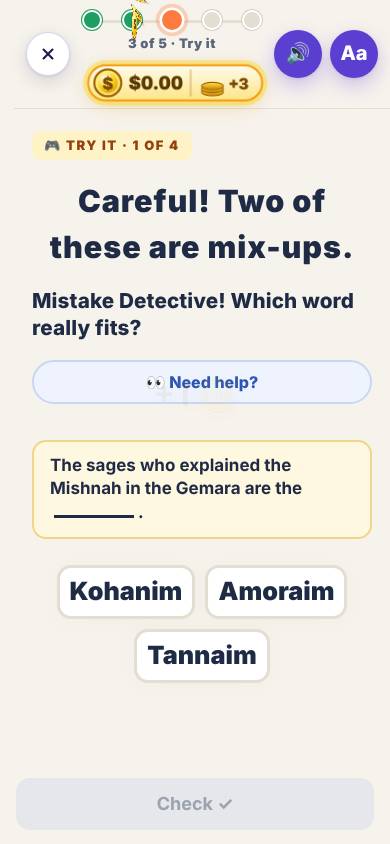 3 of 5 · Try it
$ $0.00 +3
Aa
🎮 TRY IT · 1 OF 4
Careful! Two of
these are mix-ups.
Mistake Detective! Which word
really fits?
👀 Need help?
The sages who explained the
Mishnah in the Gemara are the
.
Kohanim
Amoraim
Tannaim
Check ✓